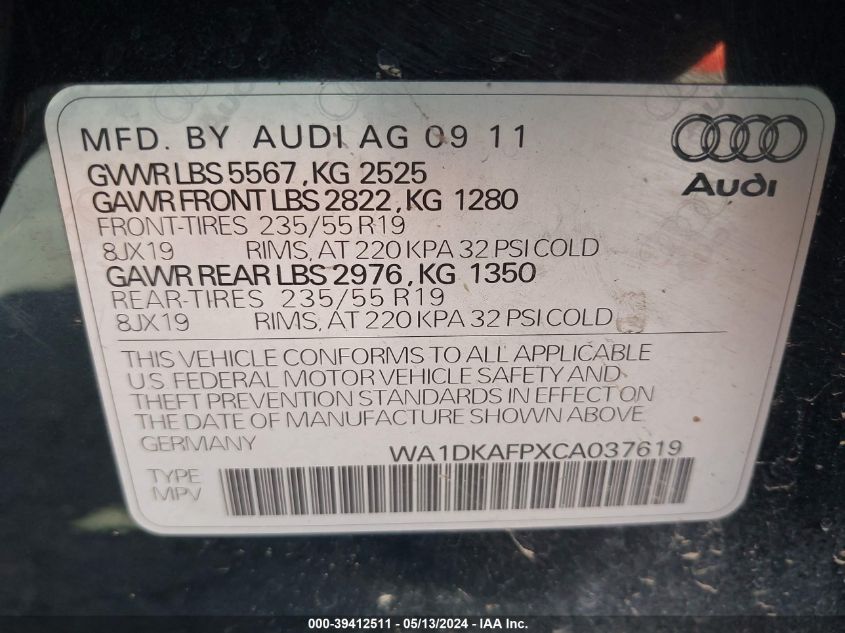 MFD. BY AUDI AG 09 11
GVWR LBS 5567, KG 2525
GAWR FRONT LBS 2822, KG 1280
FRONT-TIRES 235/55 R19
8JX19 RIMS, AT 220 KPA 32 PSI COLD
GAWR REAR LBS 2976, KG 1350
REAR-TIRES 235/55 R19
8JX19 RIMS, AT 220 KPA 32 PSI COLD
Audi
THIS VEHICLE CONFORMS TO ALL APPLICABLE
U.S. FEDERAL MOTOR VEHICLE SAFETY AND
THEFT PREVENTION STANDARDS IN EFFECT ON
THE DATE OF MANUFACTURE SHOWN ABOVE.
GERMANY WA1DKAFPXCA037619
TYPE
MPV
000-39412511 — 05/13/2024 — IAA Inc.